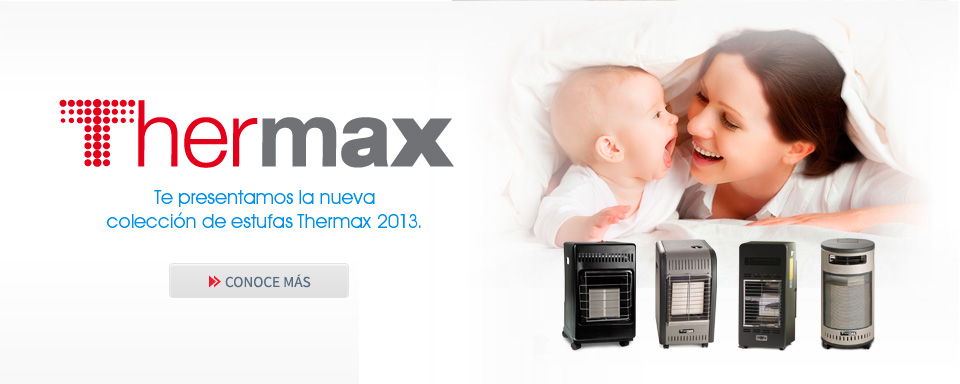 Thermax
Te presentamos la nueva
colección de estufas Thermax 2013.
CONOCE MÁS